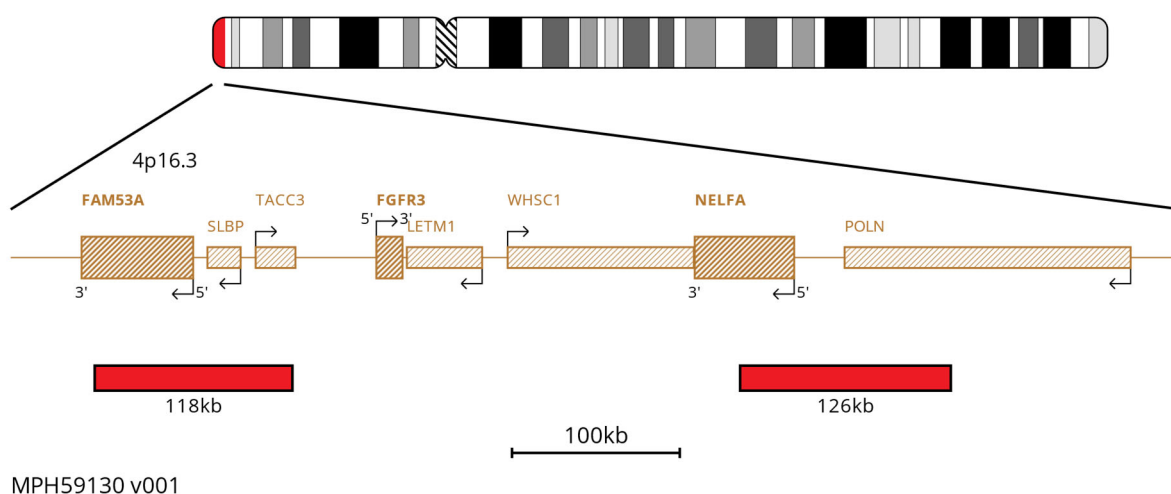 4p16.3
FAM53A
TACC3
FGFR3
WHSC1
NELFA
5' 3'
SLBP
LETM1
POLN
3' 5'
3' 5'
118kb
126kb
100kb
MPH59130 v001